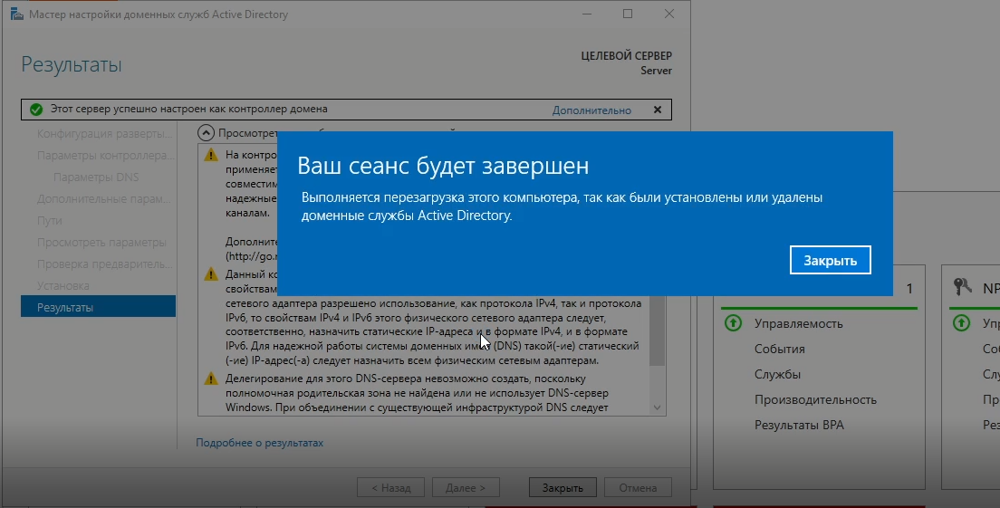 Мастер настройки доменных служб Active Directory
Результаты
ЦЕЛЕВОЙ СЕРВЕР
Server
Этот сервер успешно настроен как контроллер домена
Дополнительно
Конфигурация разверты...
Параметры контроллера...
Параметры DNS
Дополнительные парам...
Пути
Просмотреть параметры
Проверка предваритель...
Установка
Результаты
Просмотрет
На контро
применяет
совместим
надежные
каналам.
Дополните
(http://go.
Данный ко
свойствам
сетевого адаптера разрешено использование, как протокола IPv4, так и протокола
IPv6, то свойствам IPv4 и IPv6 этого физического сетевого адаптера следует,
соответственно, назначить статические IP-адреса и в формате IPv4, и в формате
IPv6. Для надежной работы системы доменных имен (DNS) такой(-ие) статический
(-ие) IP-адрес(-а) следует назначить всем физическим сетевым адаптерам.
Делегирование для этого DNS-сервера невозможно создать, поскольку
полномочная родительская зона не найдена или не использует DNS-сервер
Windows. При объединении с существующей инфраструктурой DNS следует
Подробнее о результатах
< Назад
Далее >
Закрыть
Отмена
Ваш сеанс будет завершен
Выполняется перезагрузка этого компьютера, так как были установлены или удалены
доменные службы Active Directory.
Закрыть
1
Управляемость
События
Службы
Производительность
Результаты BPA
NP
Уп
Со
Сл
Пр
Рез